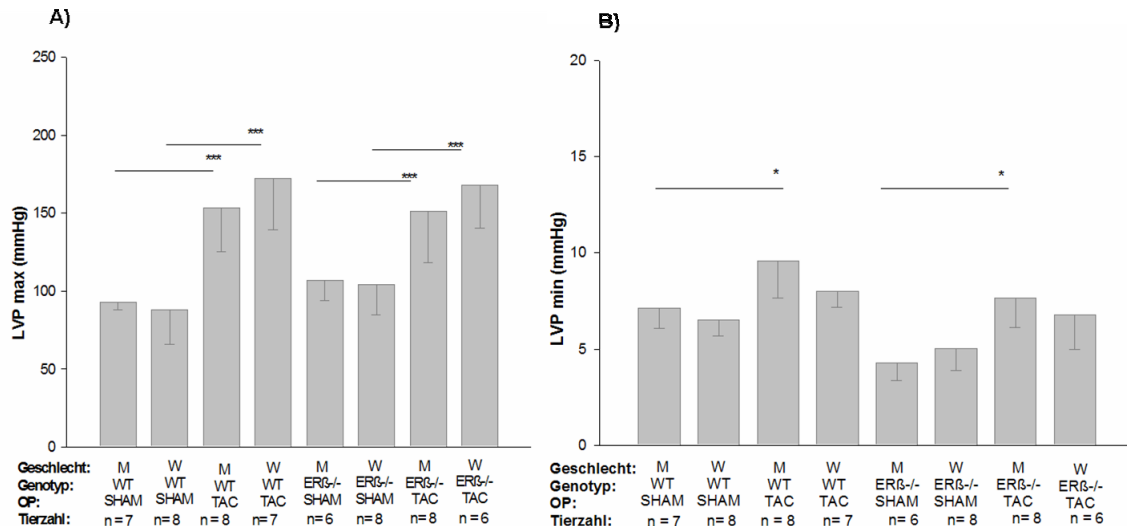 A)
250
200
150
100
50
0
LVP max (mmHg)
***
***
***
***
Geschlecht: M W M W M W M W
Genotyp: WT WT WT WT ERß-/- ERß-/- ERß-/- ERß-/-
OP: SHAM SHAM TAC TAC SHAM SHAM TAC TAC
Tierzahl: n=7 n=8 n=8 n=7 n=6 n=8 n=8 n=6
B)
20
15
10
5
0
LVP min (mmHg)
*
*
Geschlecht: M W M W M W M W
Genotyp: WT WT WT WT ERß-/- ERß-/- ERß-/- ERß-/-
OP: SHAM SHAM TAC TAC SHAM SHAM TAC TAC
Tierzahl: n=7 n=8 n=8 n=7 n=6 n=8 n=8 n=6